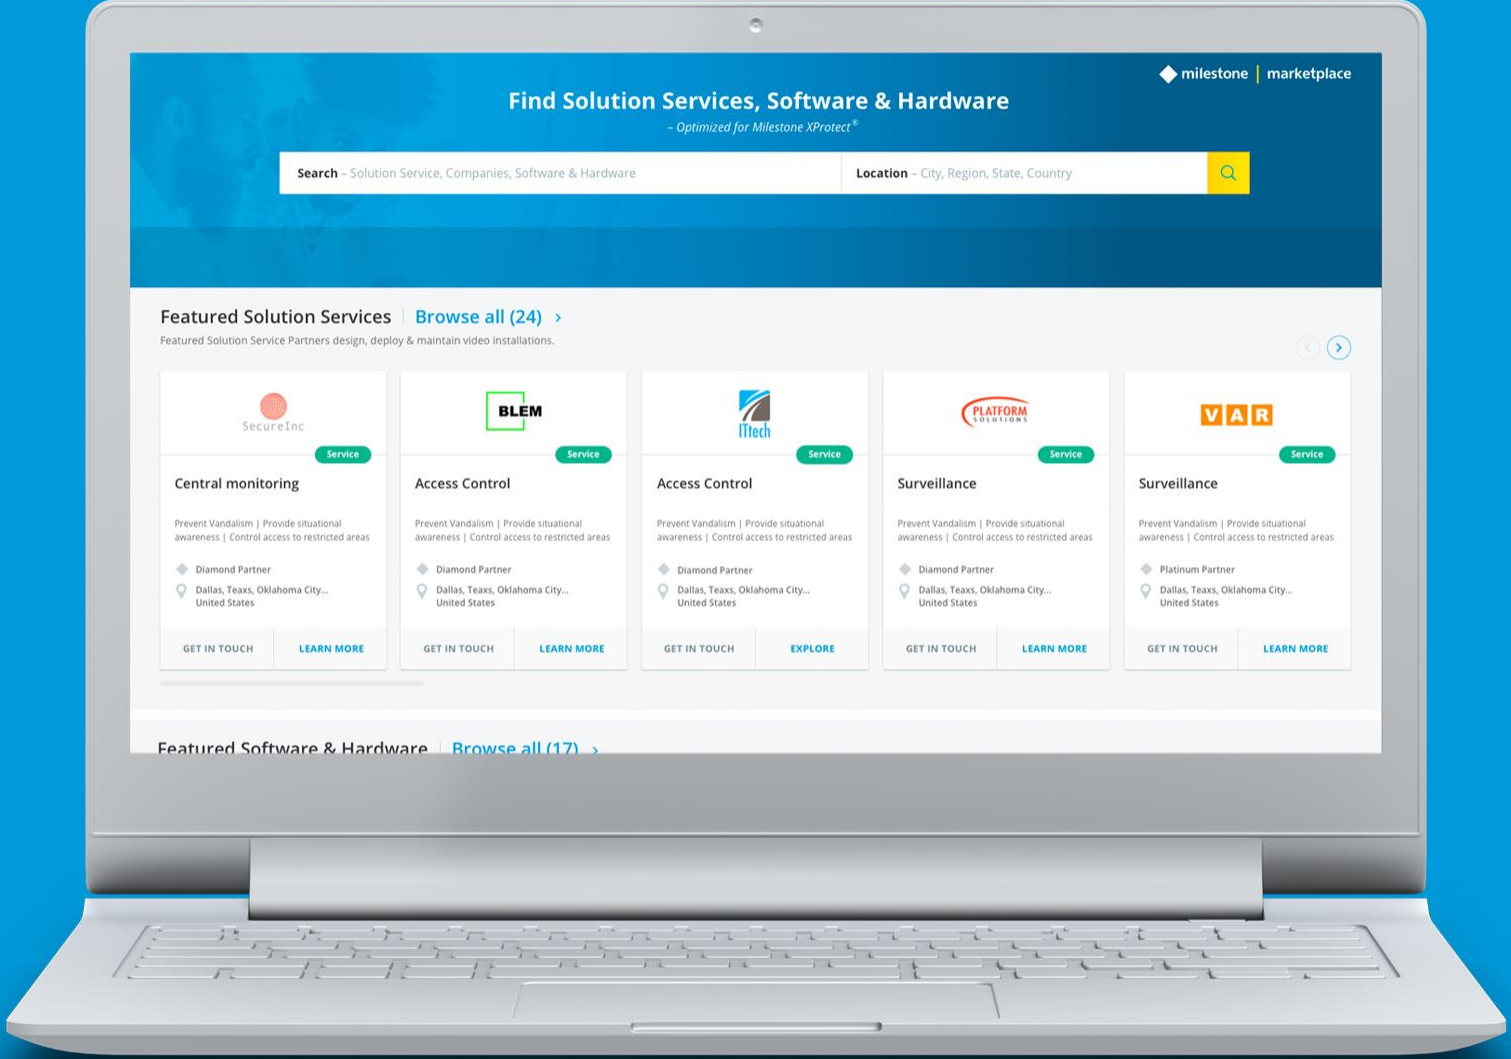 milestone | marketplace
Find Solution Services, Software & Hardware
– Optimized for Milestone XProtect®
Search – Solution Service, Companies, Software & Hardware
Location – City, Region, State, Country
Featured Solution Services | Browse all (24) >
Featured Solution Service Partners design, deploy & maintain video installations.
SecureInc
Service
Central monitoring
Prevent Vandalism | Provide situational
awareness | Control access to restricted areas
Diamond Partner
Dallas, Teaxs, Oklahoma City...
United States
GET IN TOUCH
LEARN MORE
BLEM
Service
Access Control
Prevent Vandalism | Provide situational
awareness | Control access to restricted areas
Diamond Partner
Dallas, Teaxs, Oklahoma City...
United States
GET IN TOUCH
LEARN MORE
ITtech
Service
Access Control
Prevent Vandalism | Provide situational
awareness | Control access to restricted areas
Diamond Partner
Dallas, Teaxs, Oklahoma City...
United States
GET IN TOUCH
EXPLORE
PLATFORM
SOLUTIONS
Service
Surveillance
Prevent Vandalism | Provide situational
awareness | Control access to restricted areas
Diamond Partner
Dallas, Teaxs, Oklahoma City...
United States
GET IN TOUCH
LEARN MORE
VAR
Service
Surveillance
Prevent Vandalism | Provide situational
awareness | Control access to restricted areas
Platinum Partner
Dallas, Teaxs, Oklahoma City...
United States
GET IN TOUCH
LEARN MORE
Featured Software & Hardware | Browse all (17) >